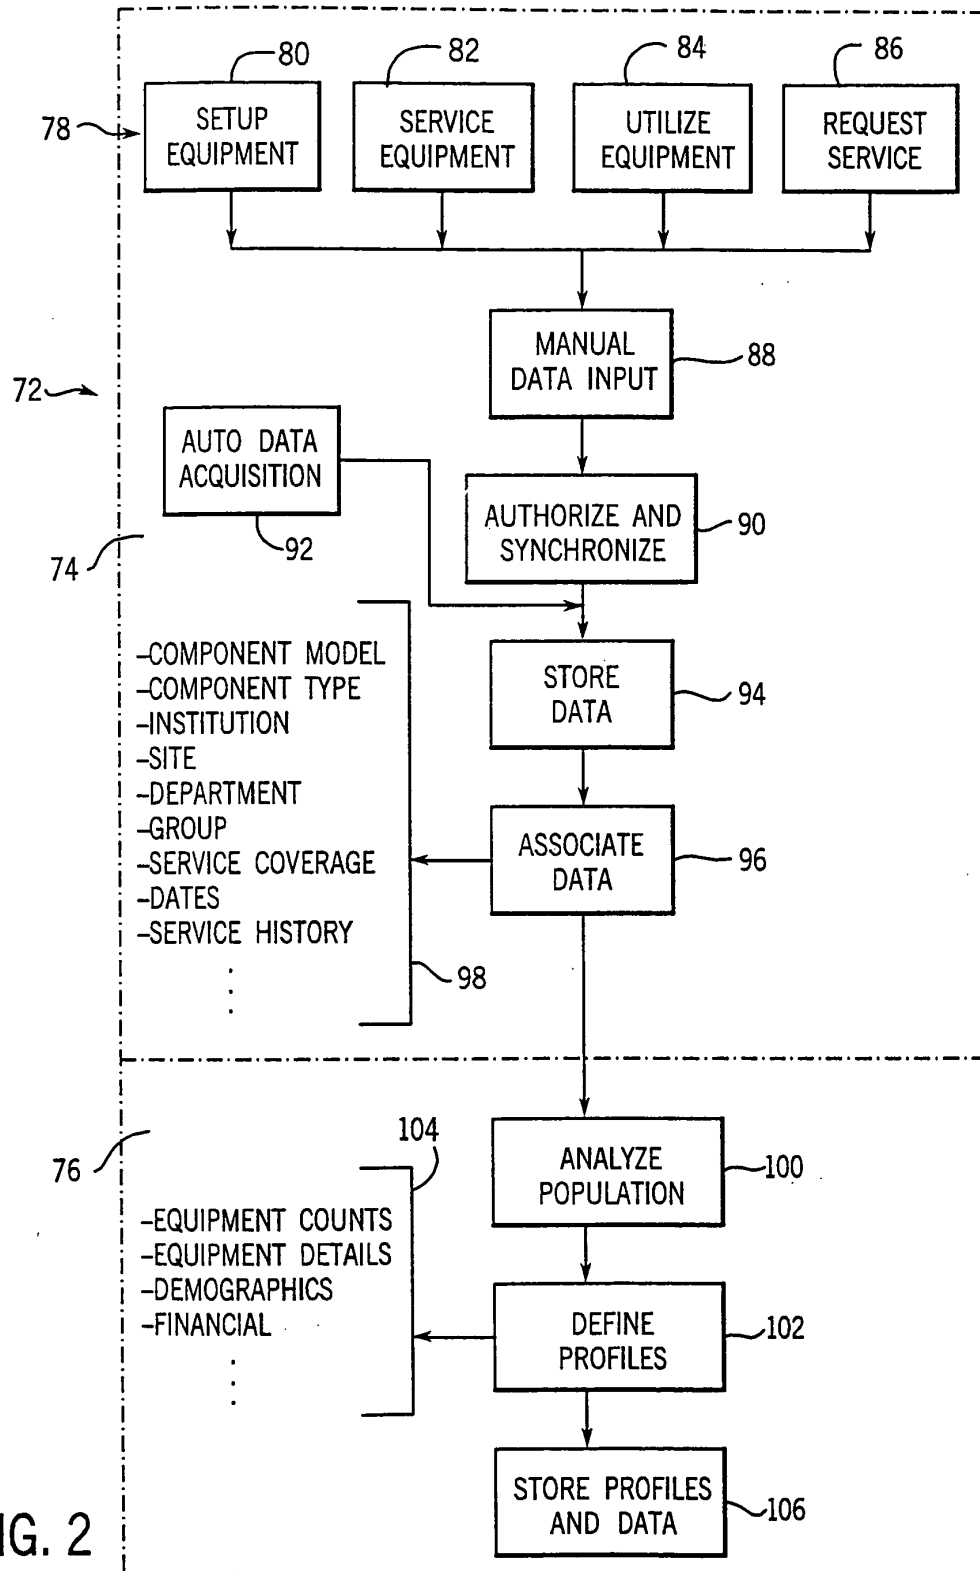 80
82
84
86
78
SETUP
EQUIPMENT
SERVICE
EQUIPMENT
UTILIZE
EQUIPMENT
REQUEST
SERVICE
MANUAL
DATA INPUT
88
72
AUTO DATA
ACQUISITION
92
AUTHORIZE AND
SYNCHRONIZE
90
74
-COMPONENT MODEL
-COMPONENT TYPE
-INSTITUTION
-SITE
-DEPARTMENT
-GROUP
-SERVICE COVERAGE
-DATES
-SERVICE HISTORY
98
STORE
DATA
94
ASSOCIATE
DATA
96
76
104
ANALYZE
POPULATION
100
-EQUIPMENT COUNTS
-EQUIPMENT DETAILS
-DEMOGRAPHICS
-FINANCIAL
DEFINE
PROFILES
102
STORE PROFILES
AND DATA
106
IG. 2